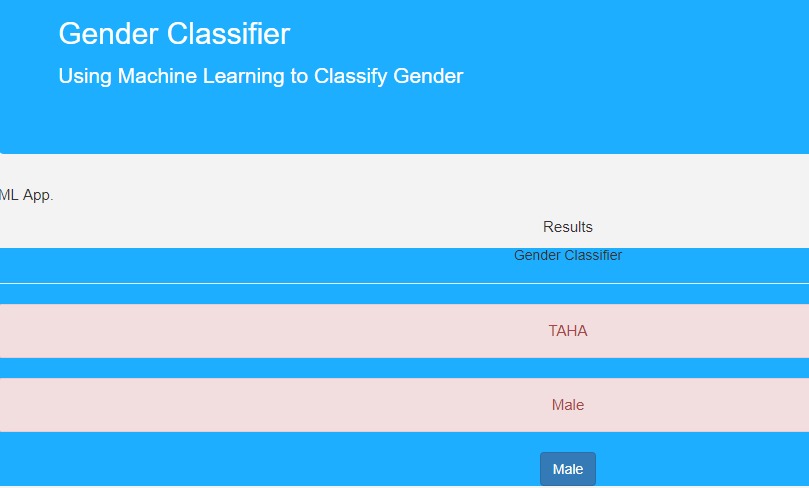 Gender Classifier
Using Machine Learning to Classify Gender
ML App.
Results
Gender Classifier
TAHA
Male
Male